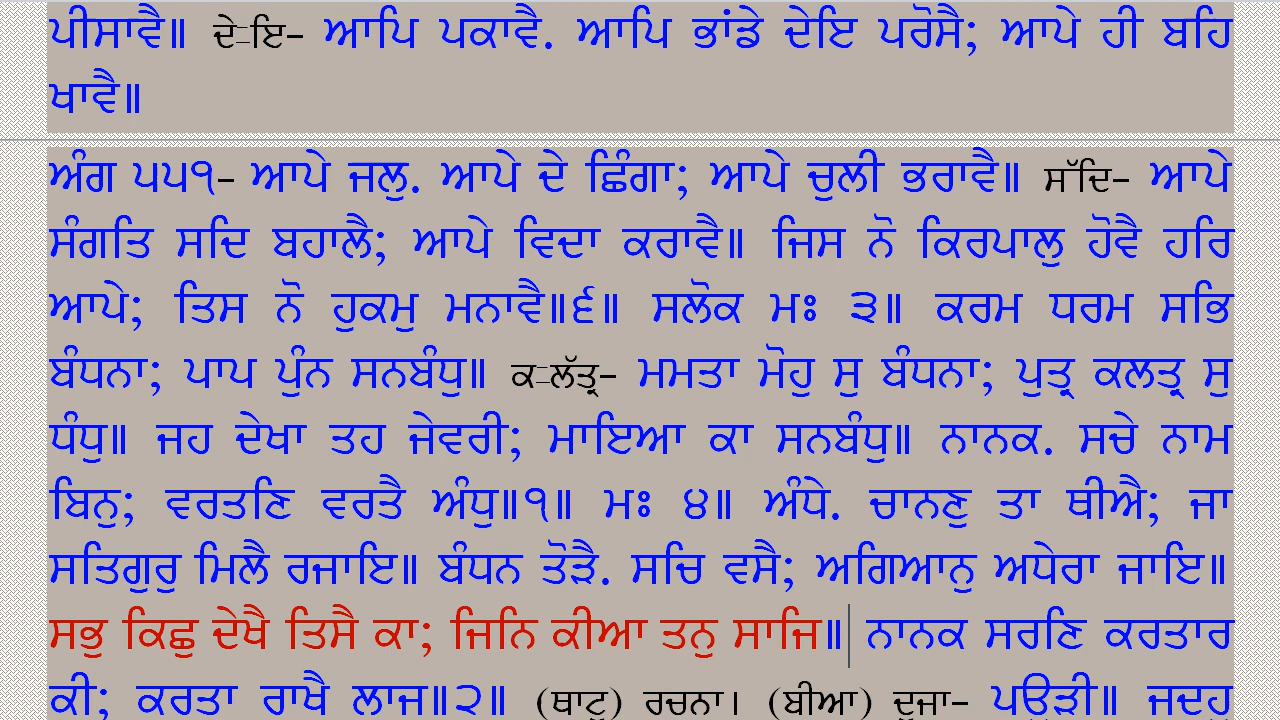 ਪੀਸਾਵੈ॥ ਦੇ-ਇ- ਆਪਿ ਪਕਾਵੈ. ਆਪਿ ਭਾਂਡੇ ਦੇਇ ਪਰੋਸੈ; ਆਪੇ ਹੀ ਬਹਿ
ਖਾਵੈ॥
ਅੰਗ ੫੫੧- ਆਪੇ ਜਲੁ. ਆਪੇ ਦੇ ਛਿੰਗਾ; ਆਪੇ ਚੁਲੀ ਭਰਾਵੈ॥ ਸੱਦਿ- ਆਪੇ
ਸੰਗਤਿ ਸਦਿ ਬਹਾਲੈ; ਆਪੇ ਵਿਦਾ ਕਰਾਵੈ॥ ਜਿਸ ਨੋ ਕਿਰਪਾਲੁ ਹੋਵੈ ਹਰਿ
ਆਪੇ; ਤਿਸ ਨੋ ਹੁਕਮੁ ਮਨਾਵੈ॥੬॥ ਸਲੋਕ ਮਃ ੩॥ ਕਰਮ ਧਰਮ ਸਭਿ
ਬੰਧਨਾ; ਪਾਪ ਪੁੰਨ ਸਨਬੰਧੁ॥ ਕ-ਲੱਤ੍ਰ- ਮਮਤਾ ਮੋਹੁ ਸੁ ਬੰਧਨਾ; ਪੁਤ੍ਰ ਕਲਤ੍ਰ ਸੁ
ਧੰਧੁ॥ ਜਹ ਦੇਖਾ ਤਹ ਜੇਵਰੀ; ਮਾਇਆ ਕਾ ਸਨਬੰਧੁ॥ ਨਾਨਕ. ਸਚੇ ਨਾਮ
ਬਿਨੁ; ਵਰਤਣਿ ਵਰਤੈ ਅੰਧੁ॥੧॥ ਮਃ ੪॥ ਅੰਧੇ. ਚਾਨਣੁ ਤਾ ਥੀਐ; ਜਾ
ਸਤਿਗੁਰੁ ਮਿਲੈ ਰਜਾਇ॥ ਬੰਧਨ ਤੋੜੈ. ਸਚਿ ਵਸੈ; ਅਗਿਆਨੁ ਅਧੇਰਾ ਜਾਇ॥
ਸਭੁ ਕਿਛੁ ਦੇਖੈ ਤਿਸੈ ਕਾ; ਜਿਨਿ ਕੀਆ ਤਨੁ ਸਾਜਿ॥ ਨਾਨਕ ਸਰਣਿ ਕਰਤਾਰ
ਕੀ; ਕਰਤਾ ਰਾਖੈ ਲਾਜ॥੨॥ (ਥਾਟੁ) ਰਚਨਾ। (ਬੀਆ) ਦੂਜਾ- ਪਉੜੀ॥ ਜਦਹੁ